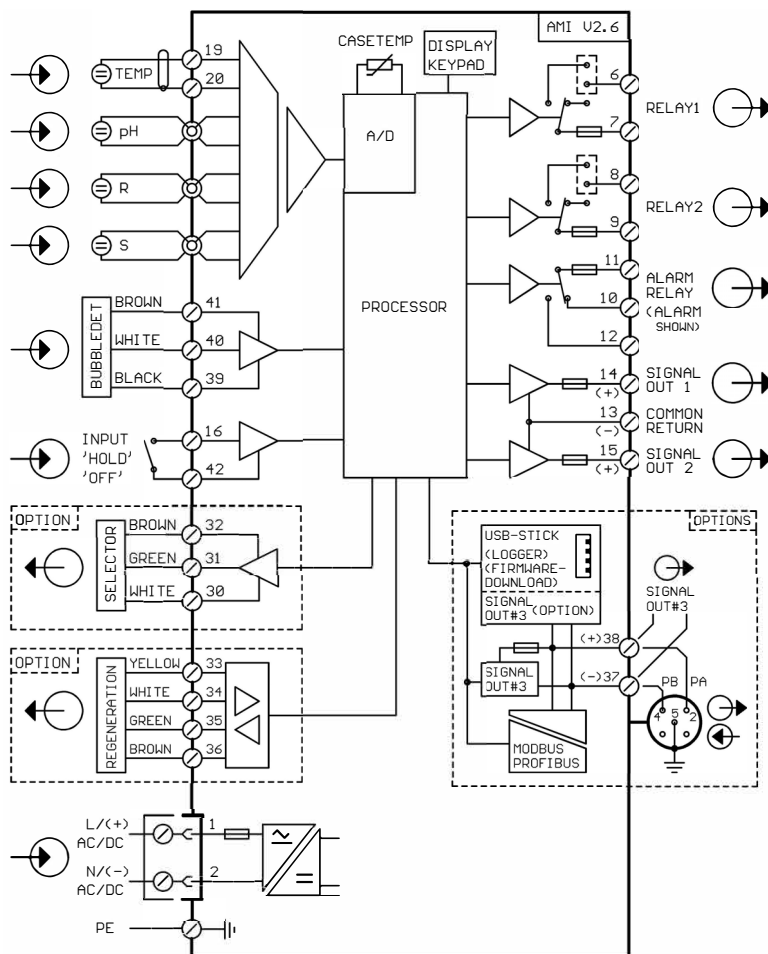 AMI V2.6
CASETEMP
DISPLAY
KEYPAD
A/D
PROCESSOR
TEMP
19
20
pH
R
S
BUBBLEDET
BROWN
41
WHITE
40
BLACK
39
INPUT
'HOLD'
'OFF'
16
42
OPTION
SELECTOR
BROWN
32
GREEN
31
WHITE
30
OPTION
REGENERATION
YELLOW
33
WHITE
34
GREEN
35
BROWN
36
L/(+)
AC/DC
1
N/(-)
AC/DC
2
PE
6
RELAY1
7
8
RELAY2
9
11
ALARM
RELAY
10
(ALARM
SHOWN)
12
14
(+)
SIGNAL
OUT 1
13
(-)
COMMON
RETURN
15
(+)
SIGNAL
OUT 2
OPTIONS
USB-STICK
(LOGGER)
(FIRMWARE-
DOWNLOAD)
SIGNAL
OUT#3 (OPTION)
SIGNAL
OUT#3
(+)38
SIGNAL
OUT#3
(-)37
PB PA
4
5
2
MODBUS
PROFIBUS